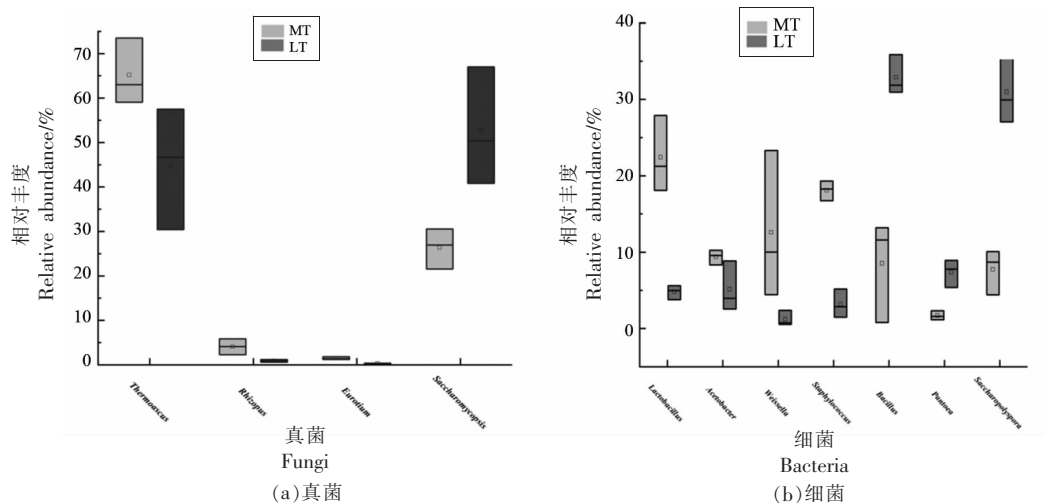 MT
LT
相对丰度
Relative abundance/%
70
60
50
40
30
20
10
0
Thermoascus
Rhizopus
Eurotium
Saccharomycopsis
真菌
Fungi
(a)真菌
MT
LT
相对丰度
Relative abundance/%
40
30
20
10
0
Lactobacillus
Acetobacter
Weissella
Staphylococcus
Bacillus
Pantoea
Saccharopolyspora
细菌
Bacteria
(b)细菌